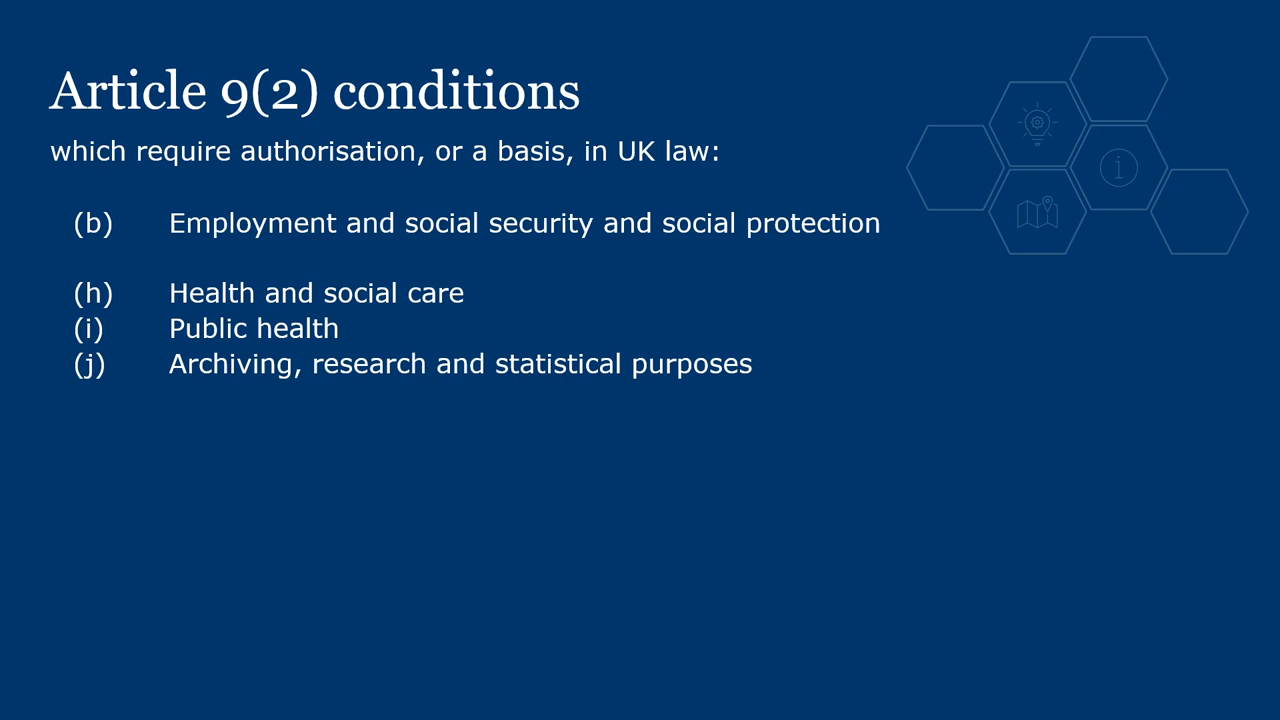 Article 9(2) conditions
which require authorisation, or a basis, in UK law:
(b) Employment and social security and social protection
(h) Health and social care
(i) Public health
(j) Archiving, research and statistical purposes